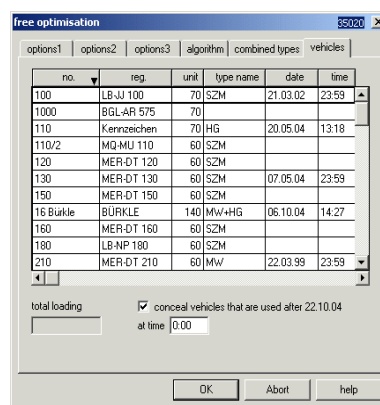 free optimisation 35020
options1 options2 options3 algorithm combined types vehicles
no. reg. unit type name date time
100 LB-JJ 100 70 SZM 21.03.02 23:59
1000 BGL-AR 575 70
110 Kennzeichen 70 HG 20.05.04 13:18
110/2 MQ-MU 110 60 SZM
120 MER-DT 120 60 SZM
130 MER-DT 130 60 SZM 07.05.04 23:59
150 MER-DT 150 60 SZM
16 Bürkle BÜRKLE 140 MW+HG 06.10.04 14:27
160 MER-DT 160 60 SZM
180 LB-NP 180 60 SZM
210 MER-DT 210 60 MW 22.03.99 23:59
total loading conceal vehicles that are used after 22.10.04
at time 0:00
OK Abort help